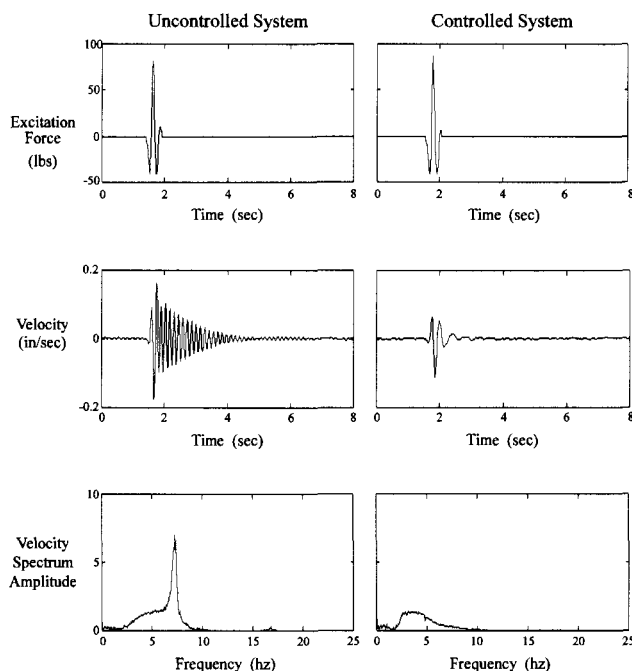 Uncontrolled System
Controlled System
Excitation
Force
(lbs)
100
50
0
-50
0 2 4 6 8
Time (sec)
0 2 4 6 8
Time (sec)
Velocity
(in/sec)
0.2
0
-0.2
0 2 4 6 8
Time (sec)
0 2 4 6 8
Time (sec)
Velocity
Spectrum
Amplitude
10
5
0
0 5 10 15 20 25
Frequency (hz)
0 5 10 15 20 25
Frequency (hz)